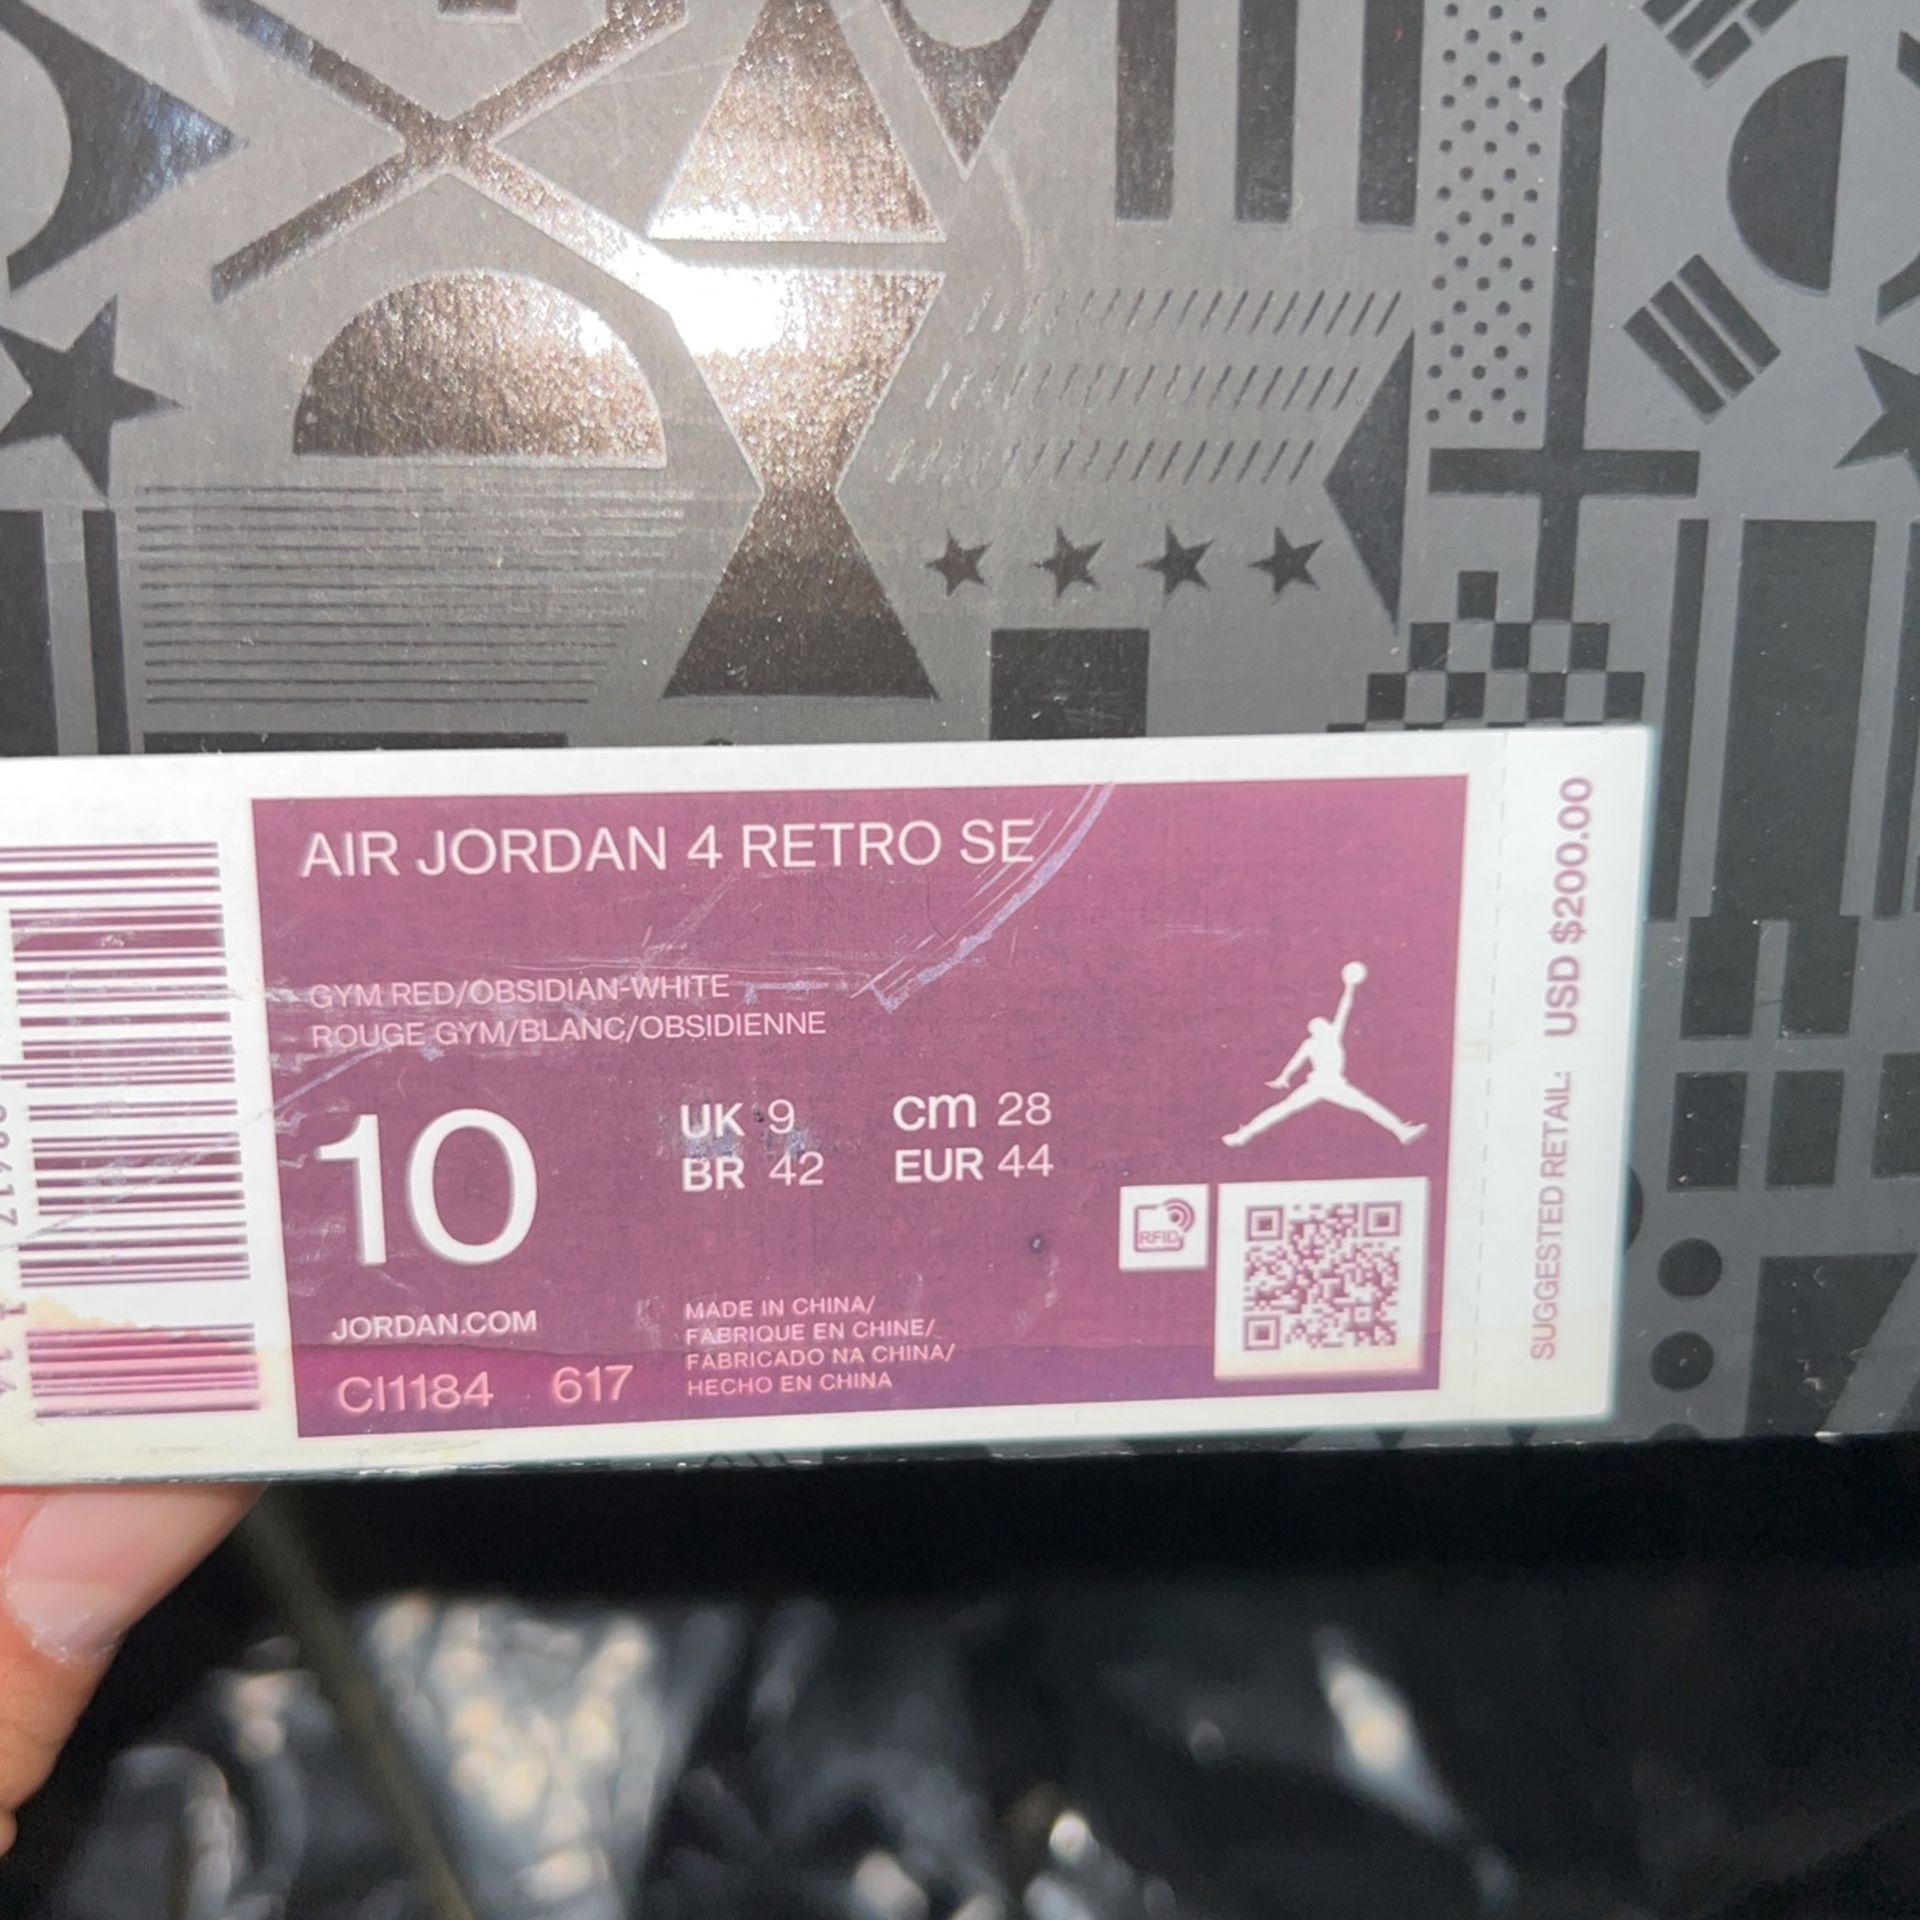 AIR JORDAN 4 RETRO SE
GYM RED/OBSIDIAN-WHITE
ROUGE GYM/BLANC/OBSIDIENNE
10
UK 9
cm 28
BR 42
EUR 44
RFID
JORDAN.COM
CI1184 617
MADE IN CHINA/
FABRIQUE EN CHINE/
FABRICADO NA CHINA/
HECHO EN CHINA
SUGGESTED RETAIL: USD $200.00